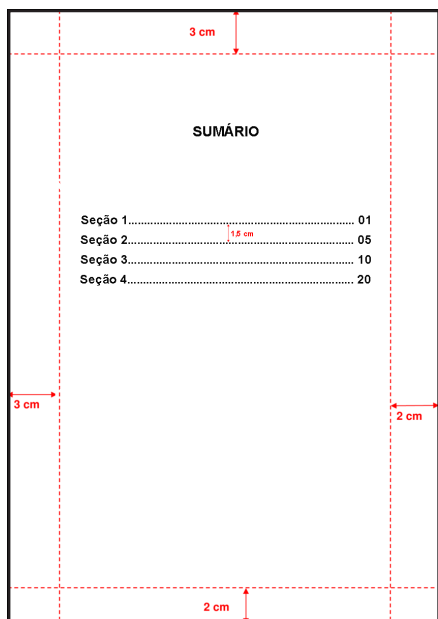 3 cm
SUMÁRIO
Seção 1.................................................................... 01
1,5 cm
Seção 2.................................................................... 05
Seção 3.................................................................... 10
Seção 4.................................................................... 20
3 cm
2 cm
2 cm